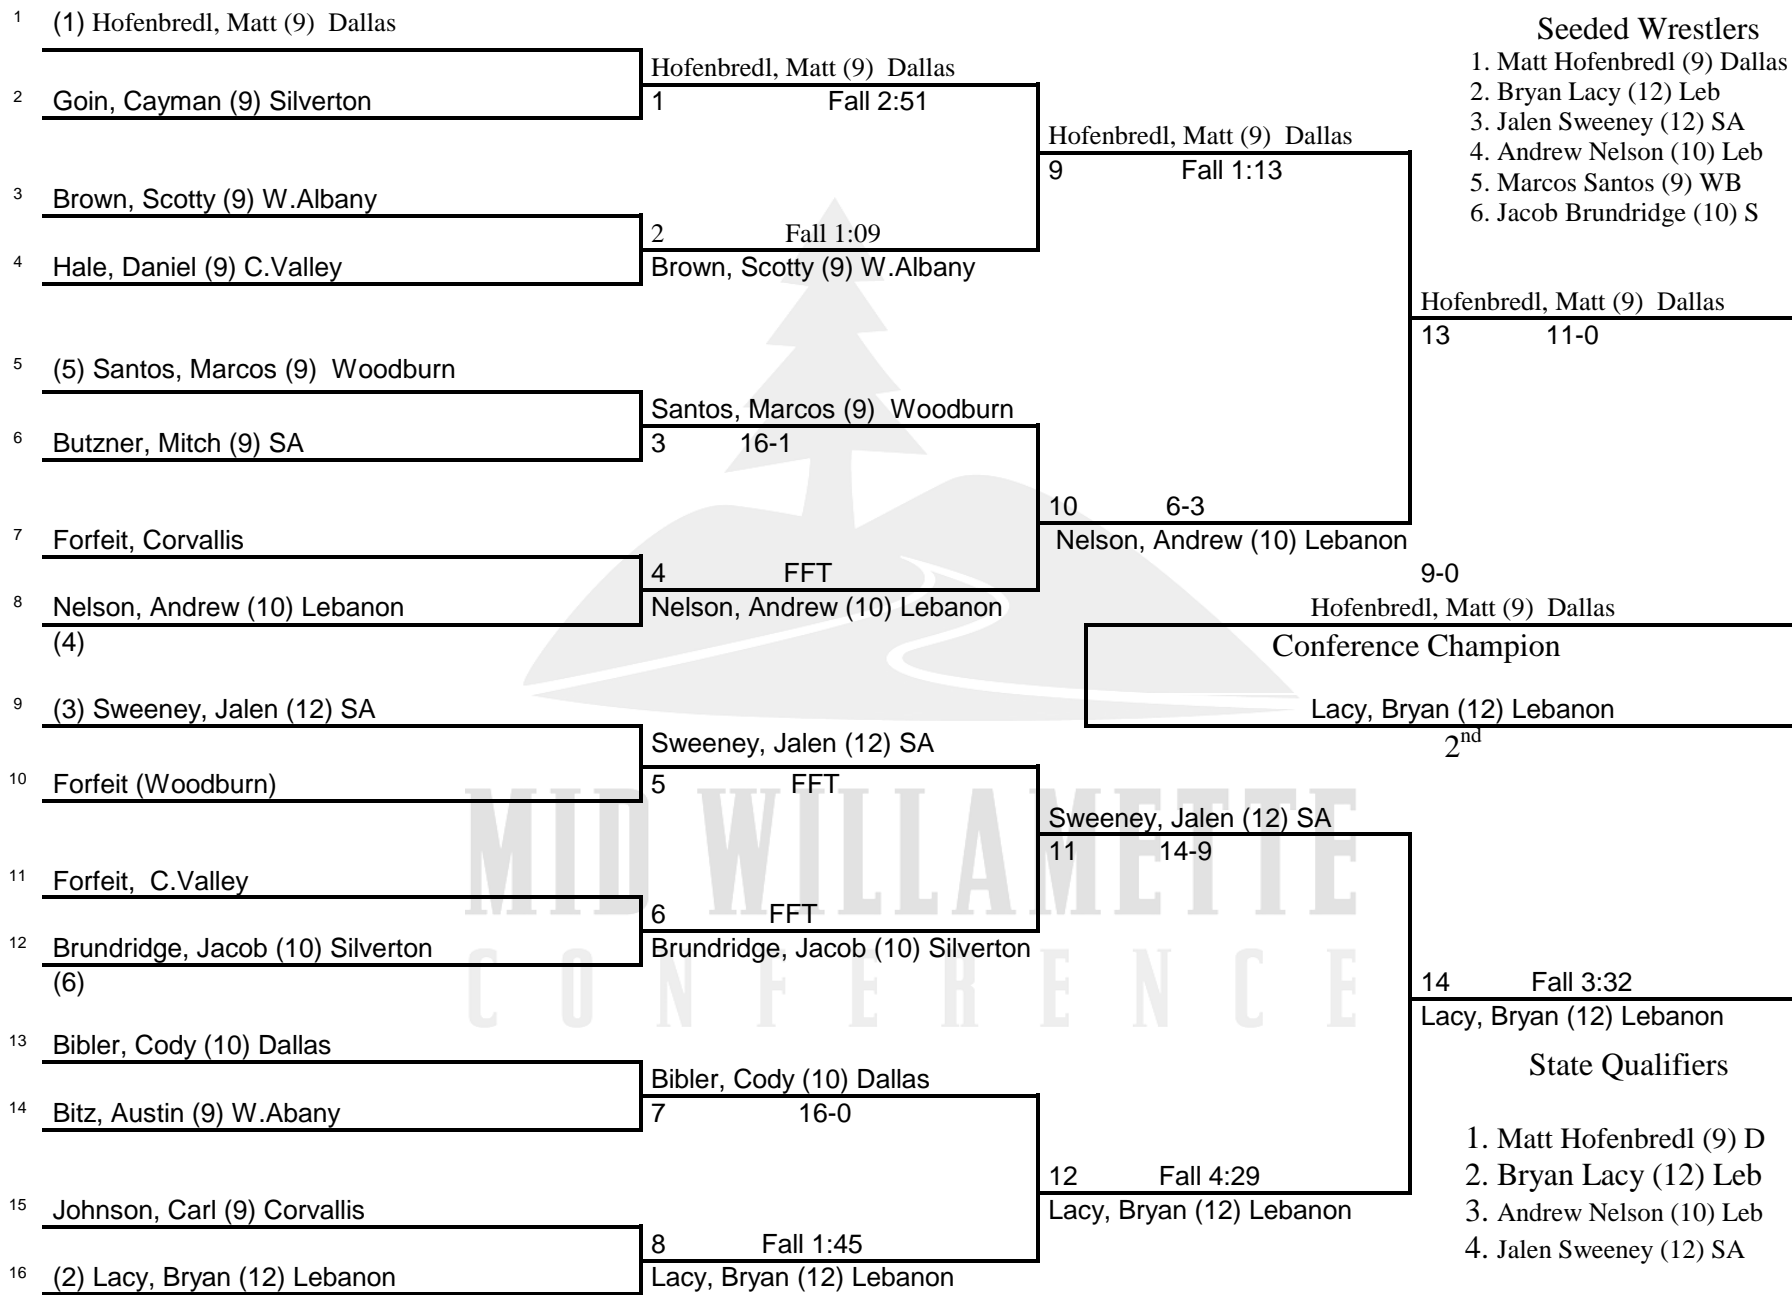 1 (1) Hofenbredl, Matt (9) Dallas
2 Goin, Cayman (9) Silverton
3 Brown, Scotty (9) W.Albany
4 Hale, Daniel (9) C.Valley
5 (5) Santos, Marcos (9) Woodburn
6 Butzner, Mitch (9) SA
7 Forfeit, Corvallis
8 Nelson, Andrew (10) Lebanon
(4)
9 (3) Sweeney, Jalen (12) SA
10 Forfeit (Woodburn)
11 Forfeit, C.Valley
12 Brundridge, Jacob (10) Silverton
(6)
13 Bibler, Cody (10) Dallas
14 Bitz, Austin (9) W.Abany
15 Johnson, Carl (9) Corvallis
16 (2) Lacy, Bryan (12) Lebanon
Hofenbredl, Matt (9) Dallas
1 Fall 2:51
2 Fall 1:09
Brown, Scotty (9) W.Albany
Santos, Marcos (9) Woodburn
3 16-1
4 FFT
Nelson, Andrew (10) Lebanon
Sweeney, Jalen (12) SA
5 FFT
6 FFT
Brundridge, Jacob (10) Silverton
Bibler, Cody (10) Dallas
7 16-0
8 Fall 1:45
Lacy, Bryan (12) Lebanon
Hofenbredl, Matt (9) Dallas
9 Fall 1:13
10 6-3
Nelson, Andrew (10) Lebanon
Sweeney, Jalen (12) SA
11 14-9
12 Fall 4:29
Lacy, Bryan (12) Lebanon
Seeded Wrestlers
1. Matt Hofenbredl (9) Dallas
2. Bryan Lacy (12) Leb
3. Jalen Sweeney (12) SA
4. Andrew Nelson (10) Leb
5. Marcos Santos (9) WB
6. Jacob Brundridge (10) S
Hofenbredl, Matt (9) Dallas
13 11-0
9-0
Hofenbredl, Matt (9) Dallas
Conference Champion
Lacy, Bryan (12) Lebanon
2nd
14 Fall 3:32
Lacy, Bryan (12) Lebanon
State Qualifiers
1. Matt Hofenbredl (9) D
2. Bryan Lacy (12) Leb
3. Andrew Nelson (10) Leb
4. Jalen Sweeney (12) SA
MID WILLAMETTE
CONFERENCE